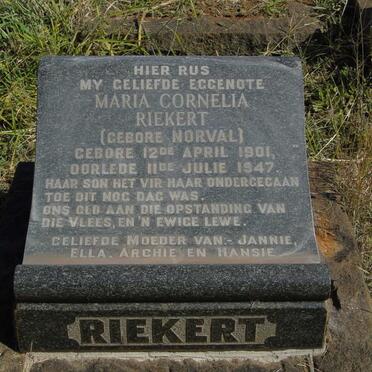 HIER RUS
MY GELIEFDE EGGENOTE
MARIA CORNELIA
RIEKERT
(GEBORE NORVAL)
GEBORE 12DE APRIL 1901.
OORLEDE 11DE JULIE 1947.
HAAR SON HET VIR HAAR ONDERGEGAAN
TOE DIT NOG DAG WAS.
ONS GLO AAN DIE OPSTANDING VAN
DIE VLEES, EN 'N EWIGE LEWE.
GELIEFDE MOEDER VAN:- JANNIE,
ELLA, ARCHIE EN HANSIE
RIEKERT